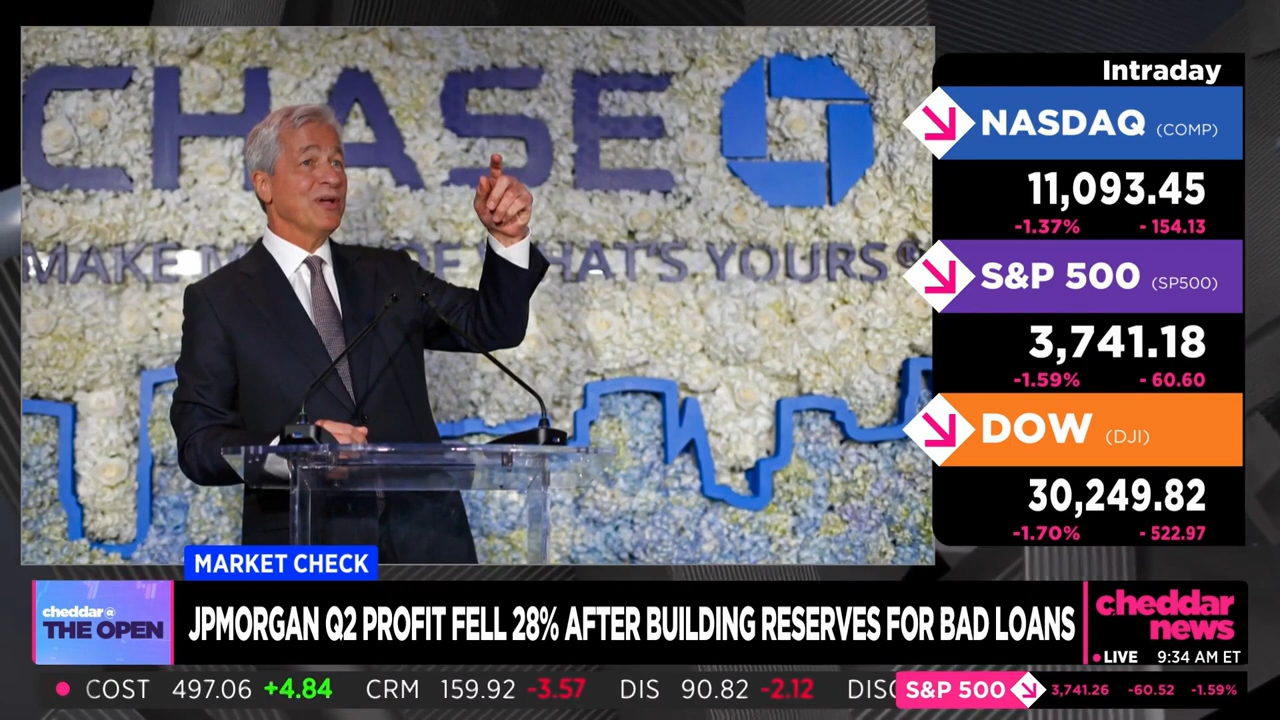 CHASE
MAKE M OF HAT'S YOURS®
Intraday
NASDAQ (COMP)
11,093.45
-1.37% - 154.13
S&P 500 (SP500)
3,741.18
-1.59% - 60.60
DOW (DJI)
30,249.82
-1.70% - 522.97
MARKET CHECK
cheddar@
THE OPEN
JPMORGAN Q2 PROFIT FELL 28% AFTER BUILDING RESERVES FOR BAD LOANS
cheddar
news
LIVE 9:34 AM ET
COST 497.06 +4.84 CRM 159.92 -3.57 DIS 90.82 -2.12 DISC S&P 500 3,741.26 -60.52 -1.59%